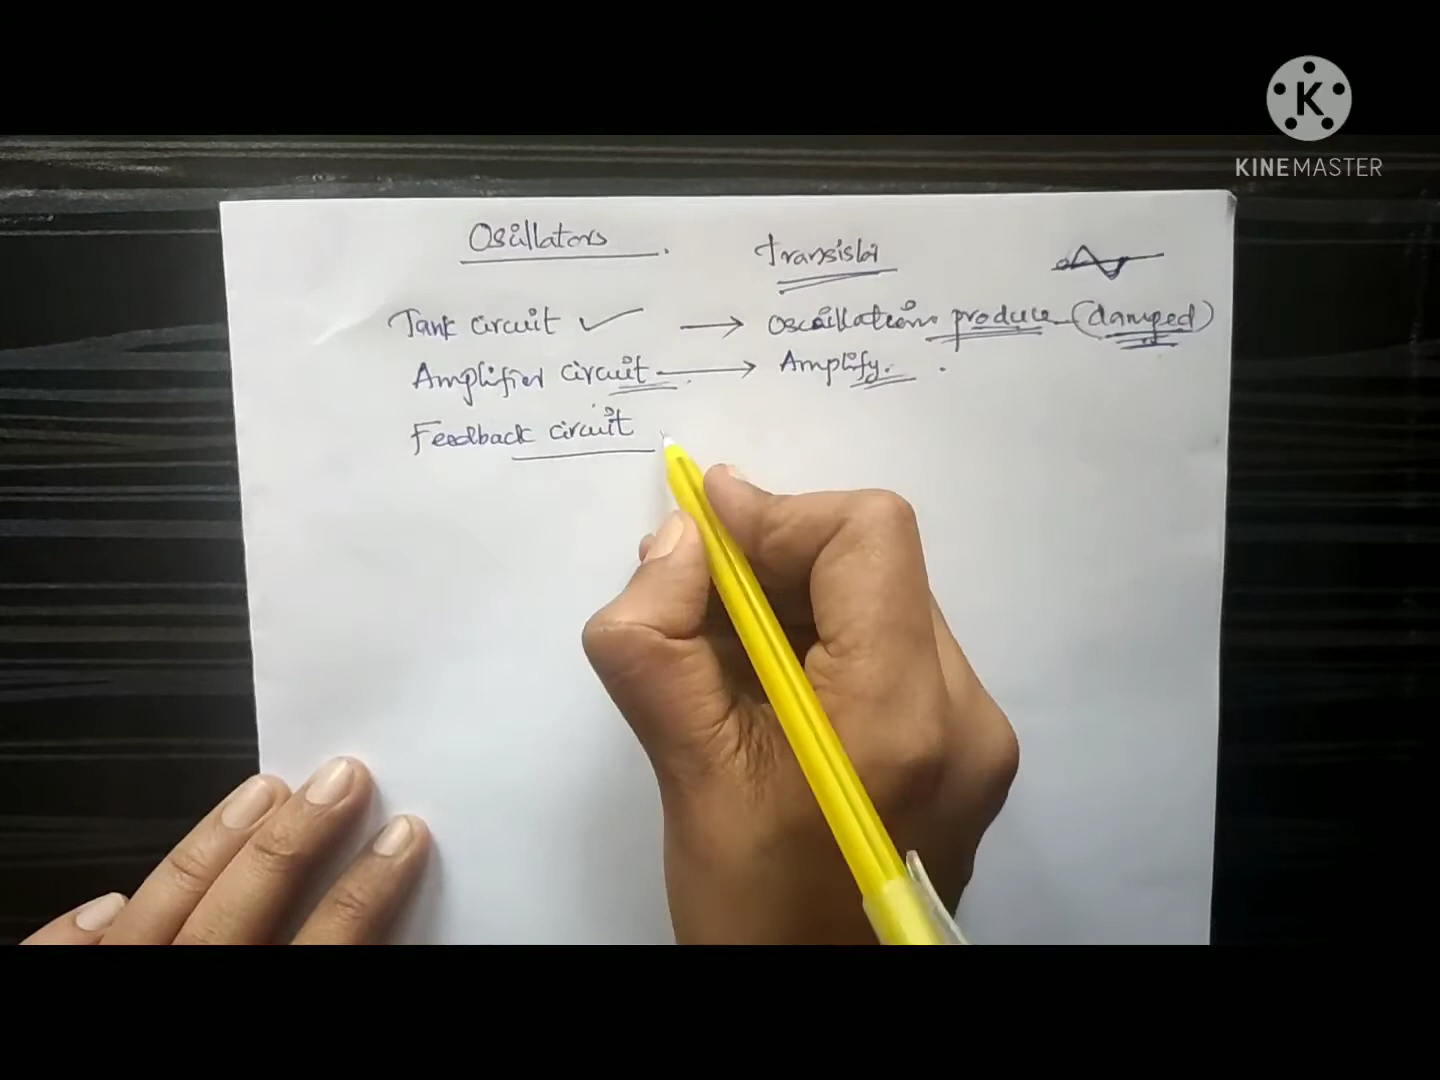 K
KINEMASTER
Oscillators.
transistor
Tank circuit → Oscillations produce (damped)
Amplifier circuit. → Amplify.
Feedback circuit